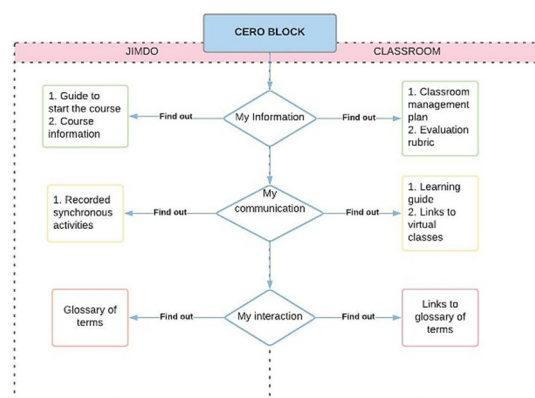 CERO BLOCK
JIMDO
CLASSROOM
1. Guide to
start the course
2. Course
information
Find out
My Information
Find out
1. Classroom
management
plan
2. Evaluation
rubric
1. Recorded
synchronous
activities
Find out
My
communication
Find out
1. Learning
guide
2. Links to
virtual
classes
Glossary of
terms
Find out
My interaction
Find out
Links to
glossary of
terms